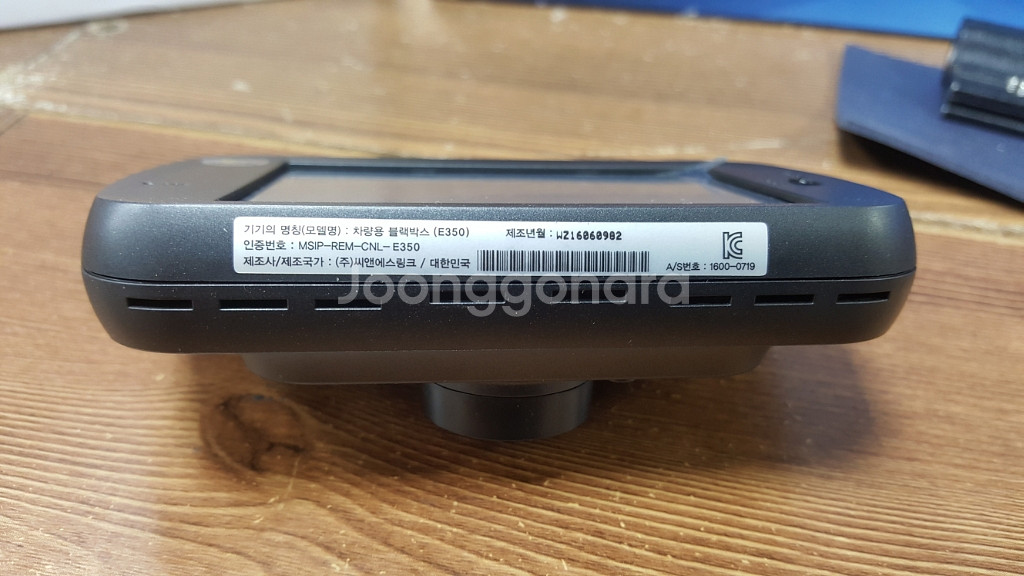 기기의 명칭(모델명) : 차량용 블랙박스 (E350) 제조년월 : WZ16060982
인증번호 : MSIP-REM-CNL-E350
제조사/제조국가 : (주)씨앤에스링크 / 대한민국
A/S번호 : 1600-0719
Joonggonara